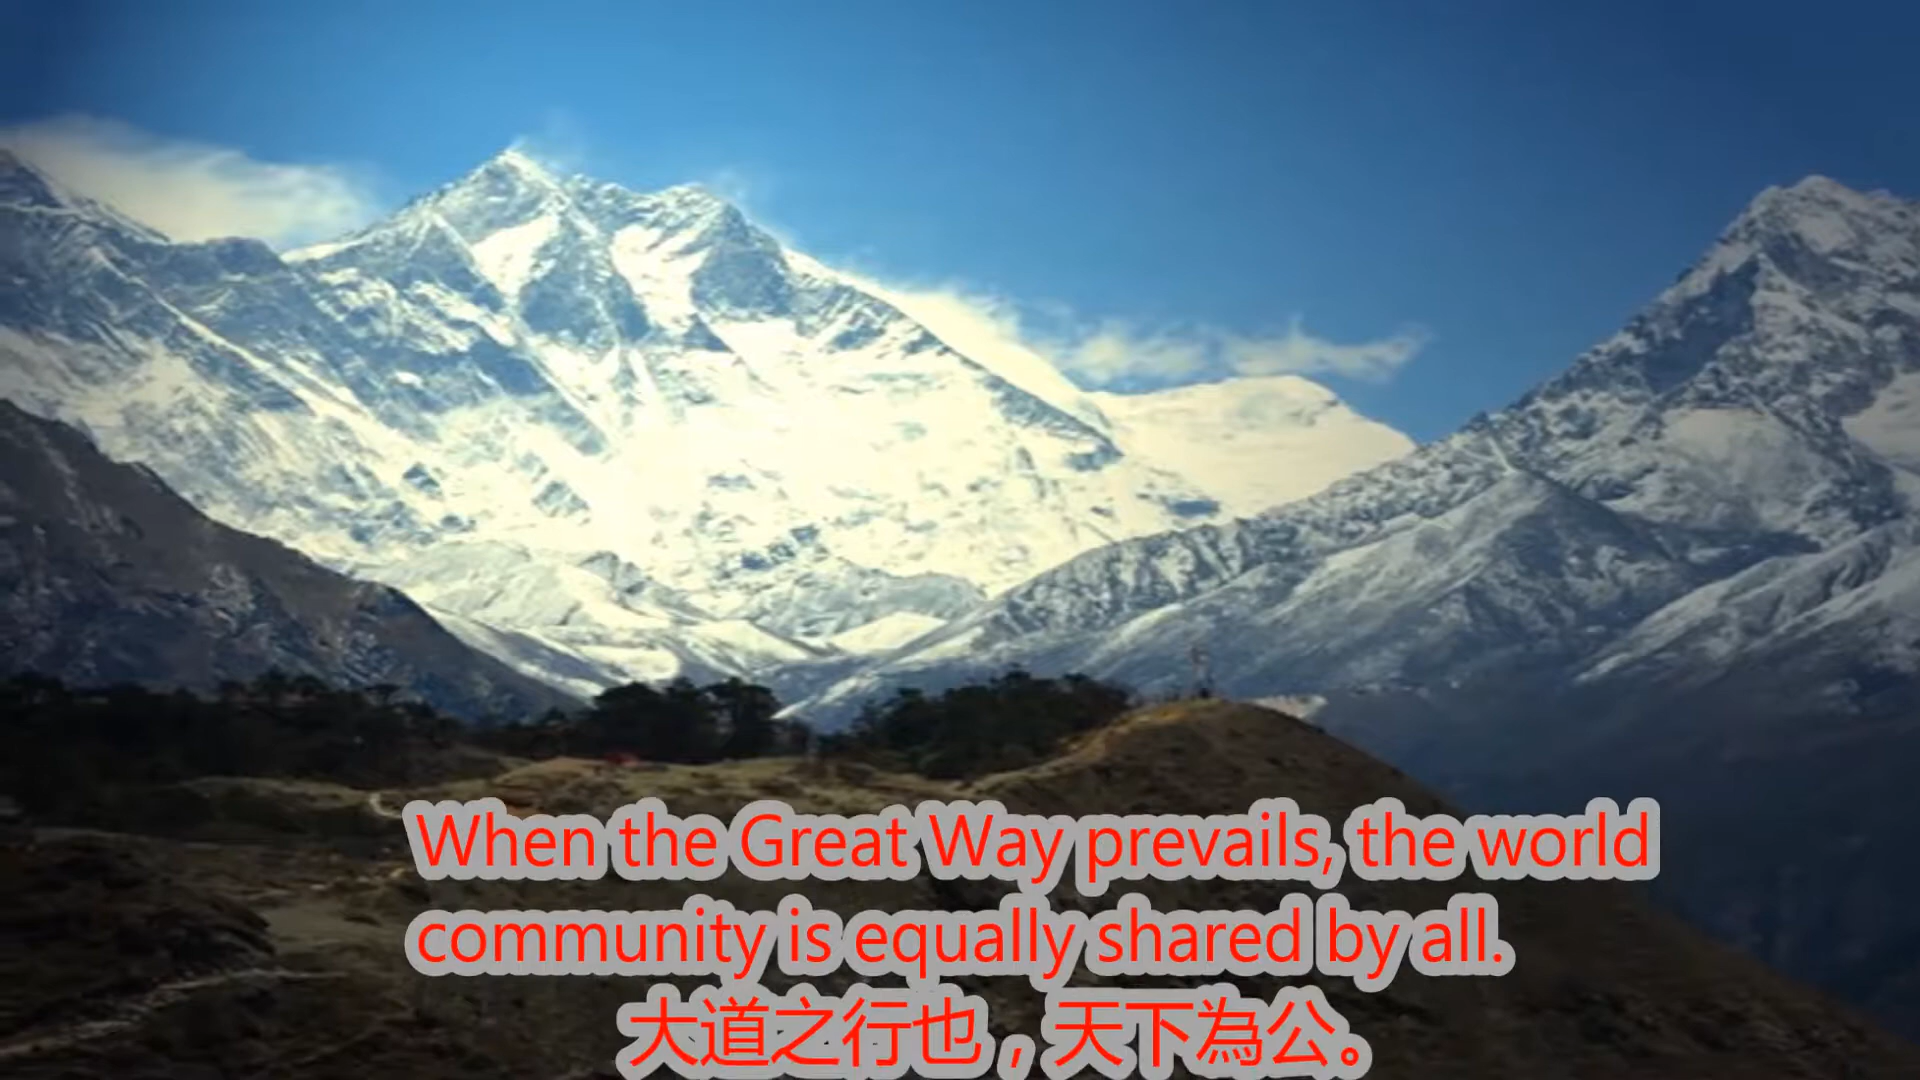 When the Great Way prevails, the world
community is equally shared by all.
大道之行也，天下為公。